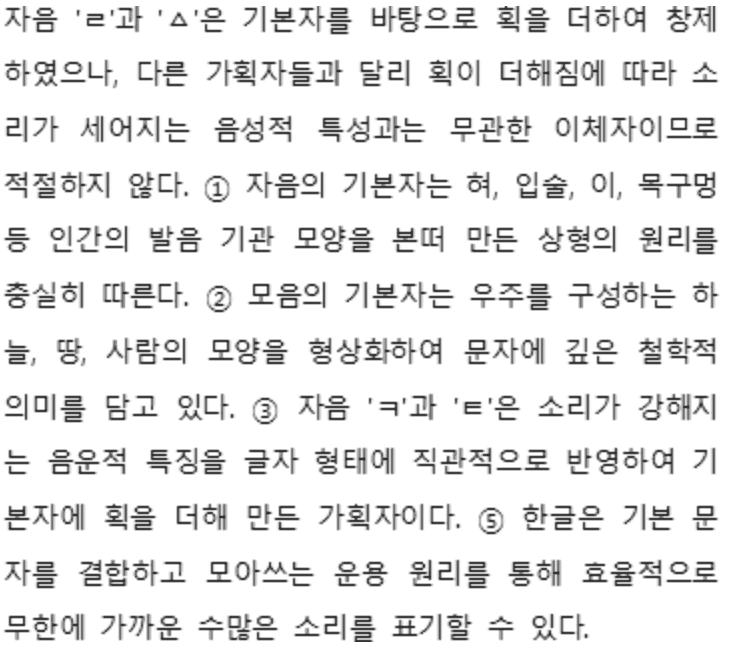 자음 'ㄹ'과 'ㅿ'은 기본자를 바탕으로 획을 더하여 창제
하였으나, 다른 가획자들과 달리 획이 더해짐에 따라 소
리가 세어지는 음성적 특성과는 무관한 이체자이므로
적절하지 않다. ① 자음의 기본자는 혀, 입술, 이, 목구멍
등 인간의 발음 기관 모양을 본떠 만든 상형의 원리를
충실히 따른다. ② 모음의 기본자는 우주를 구성하는 하
늘, 땅, 사람의 모양을 형상화하여 문자에 깊은 철학적
의미를 담고 있다. ③ 자음 'ㅋ'과 'ㅌ'은 소리가 강해지
는 음운적 특징을 글자 형태에 직관적으로 반영하여 기
본자에 획을 더해 만든 가획자이다. ⑤ 한글은 기본 문
자를 결합하고 모아쓰는 운용 원리를 통해 효율적으로
무한에 가까운 수많은 소리를 표기할 수 있다.